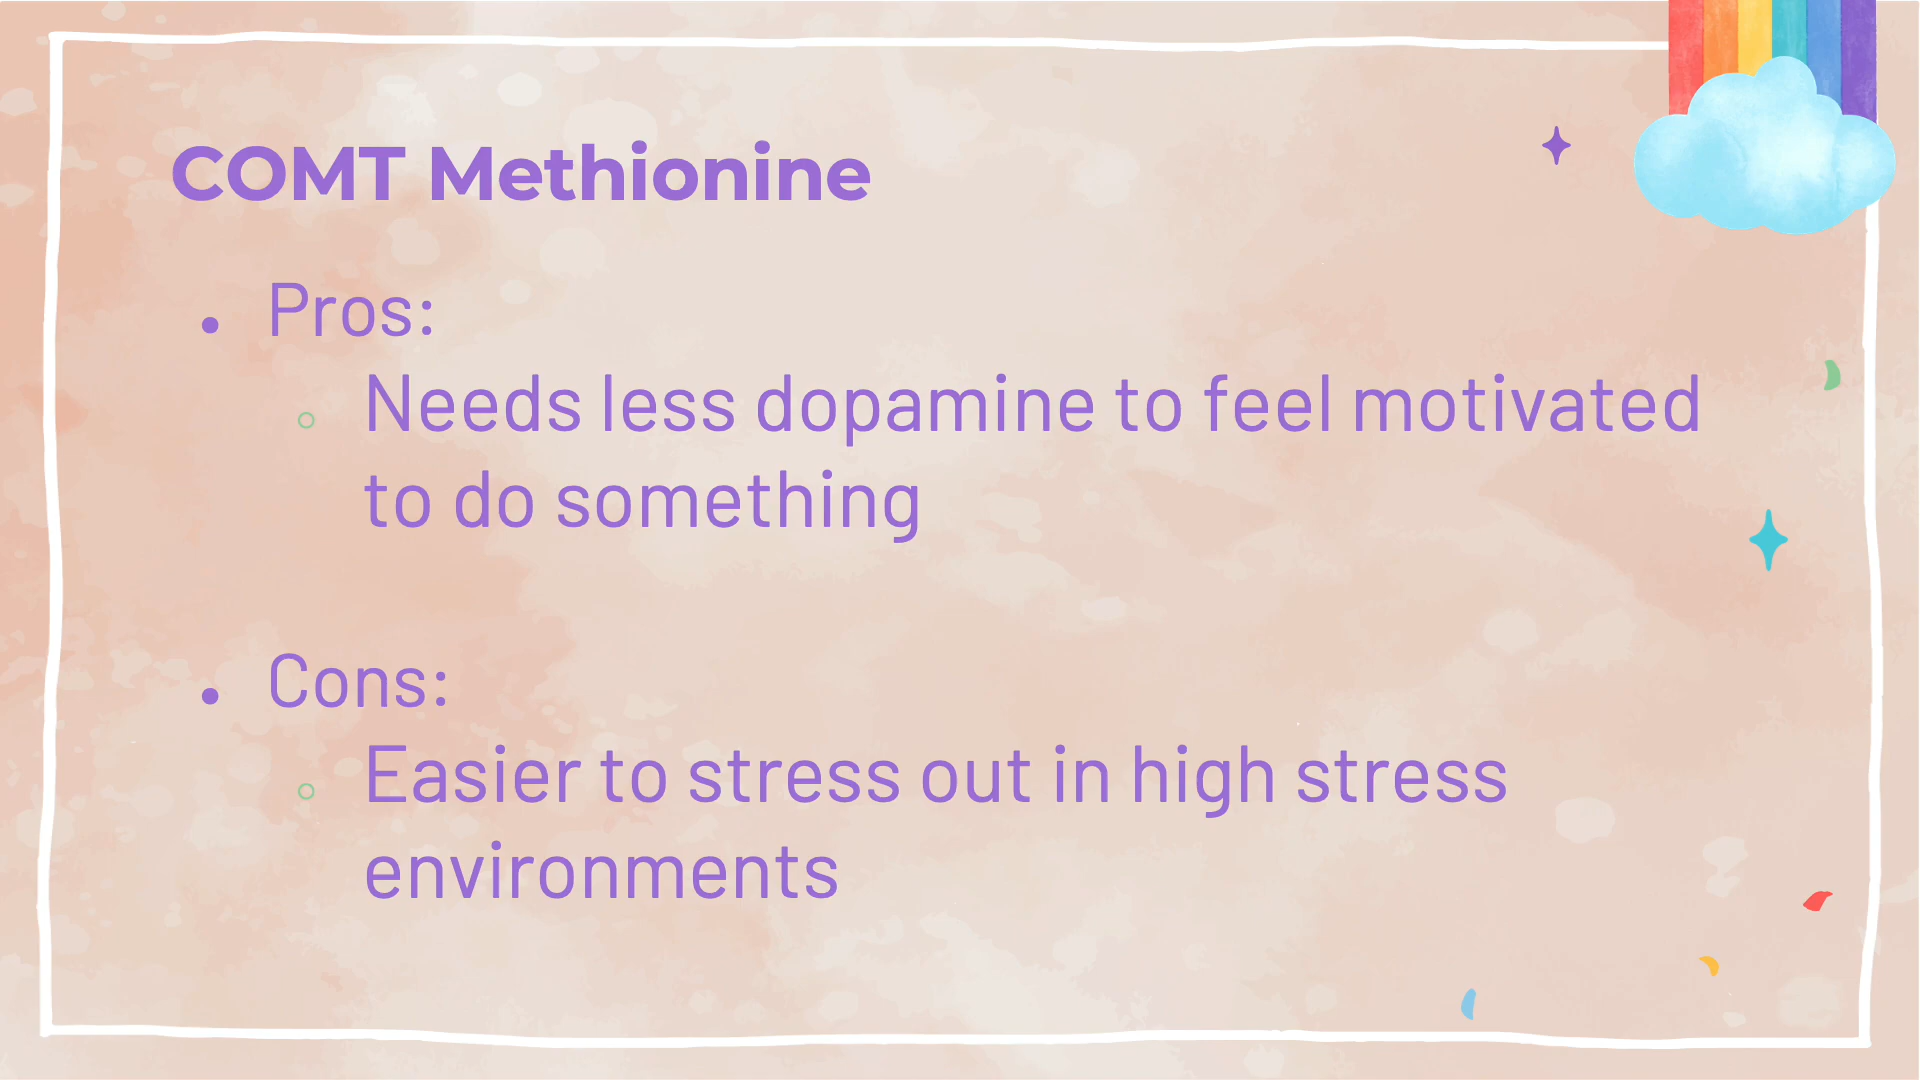 COMT Methionine
• Pros:
○ Needs less dopamine to feel motivated
to do something
• Cons:
○ Easier to stress out in high stress
environments